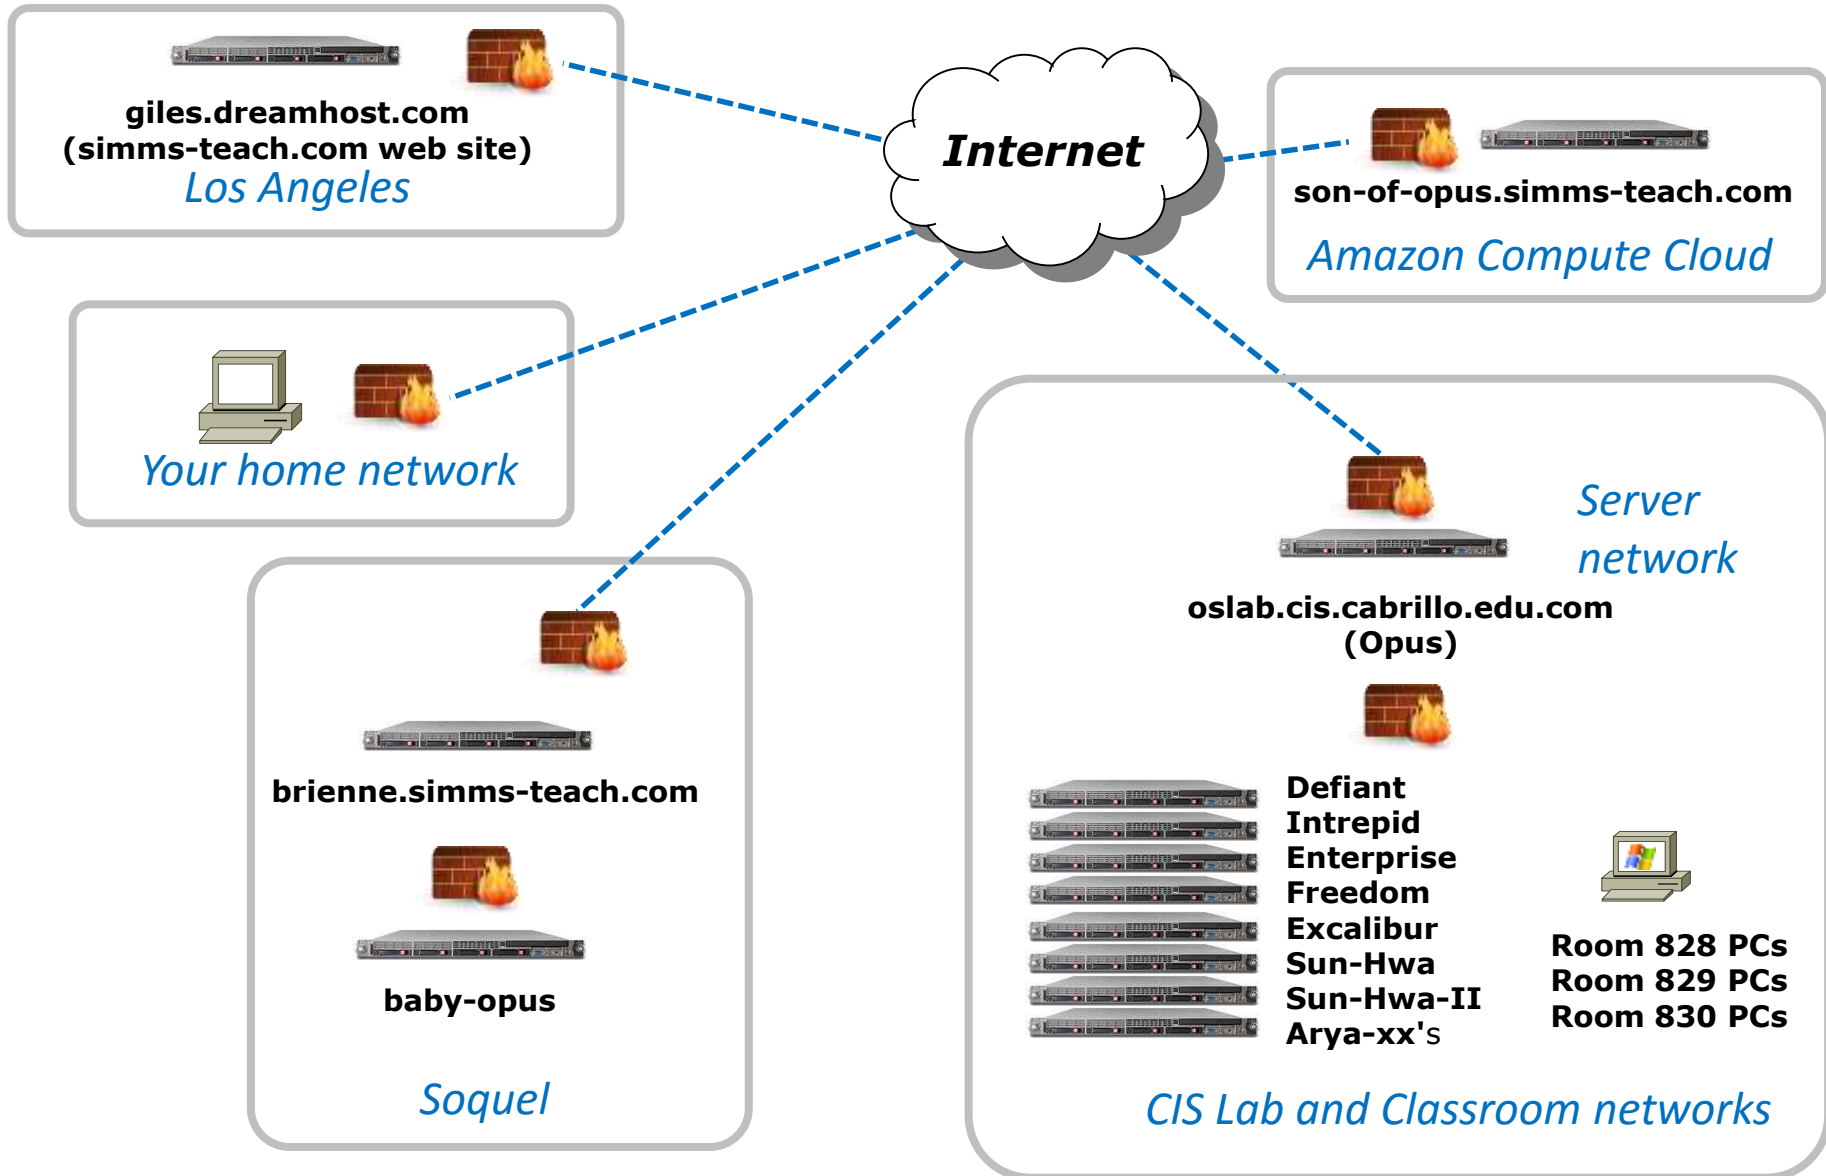 giles.dreamhost.com
(simms-teach.com web site)
Los Angeles
Internet
son-of-opus.simms-teach.com
Amazon Compute Cloud
Your home network
Server
network
oslab.cis.cabrillo.edu.com
(Opus)
brienne.simms-teach.com
baby-opus
Soquel
Defiant
Intrepid
Enterprise
Freedom
Excalibur
Sun-Hwa
Sun-Hwa-II
Arya-xx's
Room 828 PCs
Room 829 PCs
Room 830 PCs
CIS Lab and Classroom networks